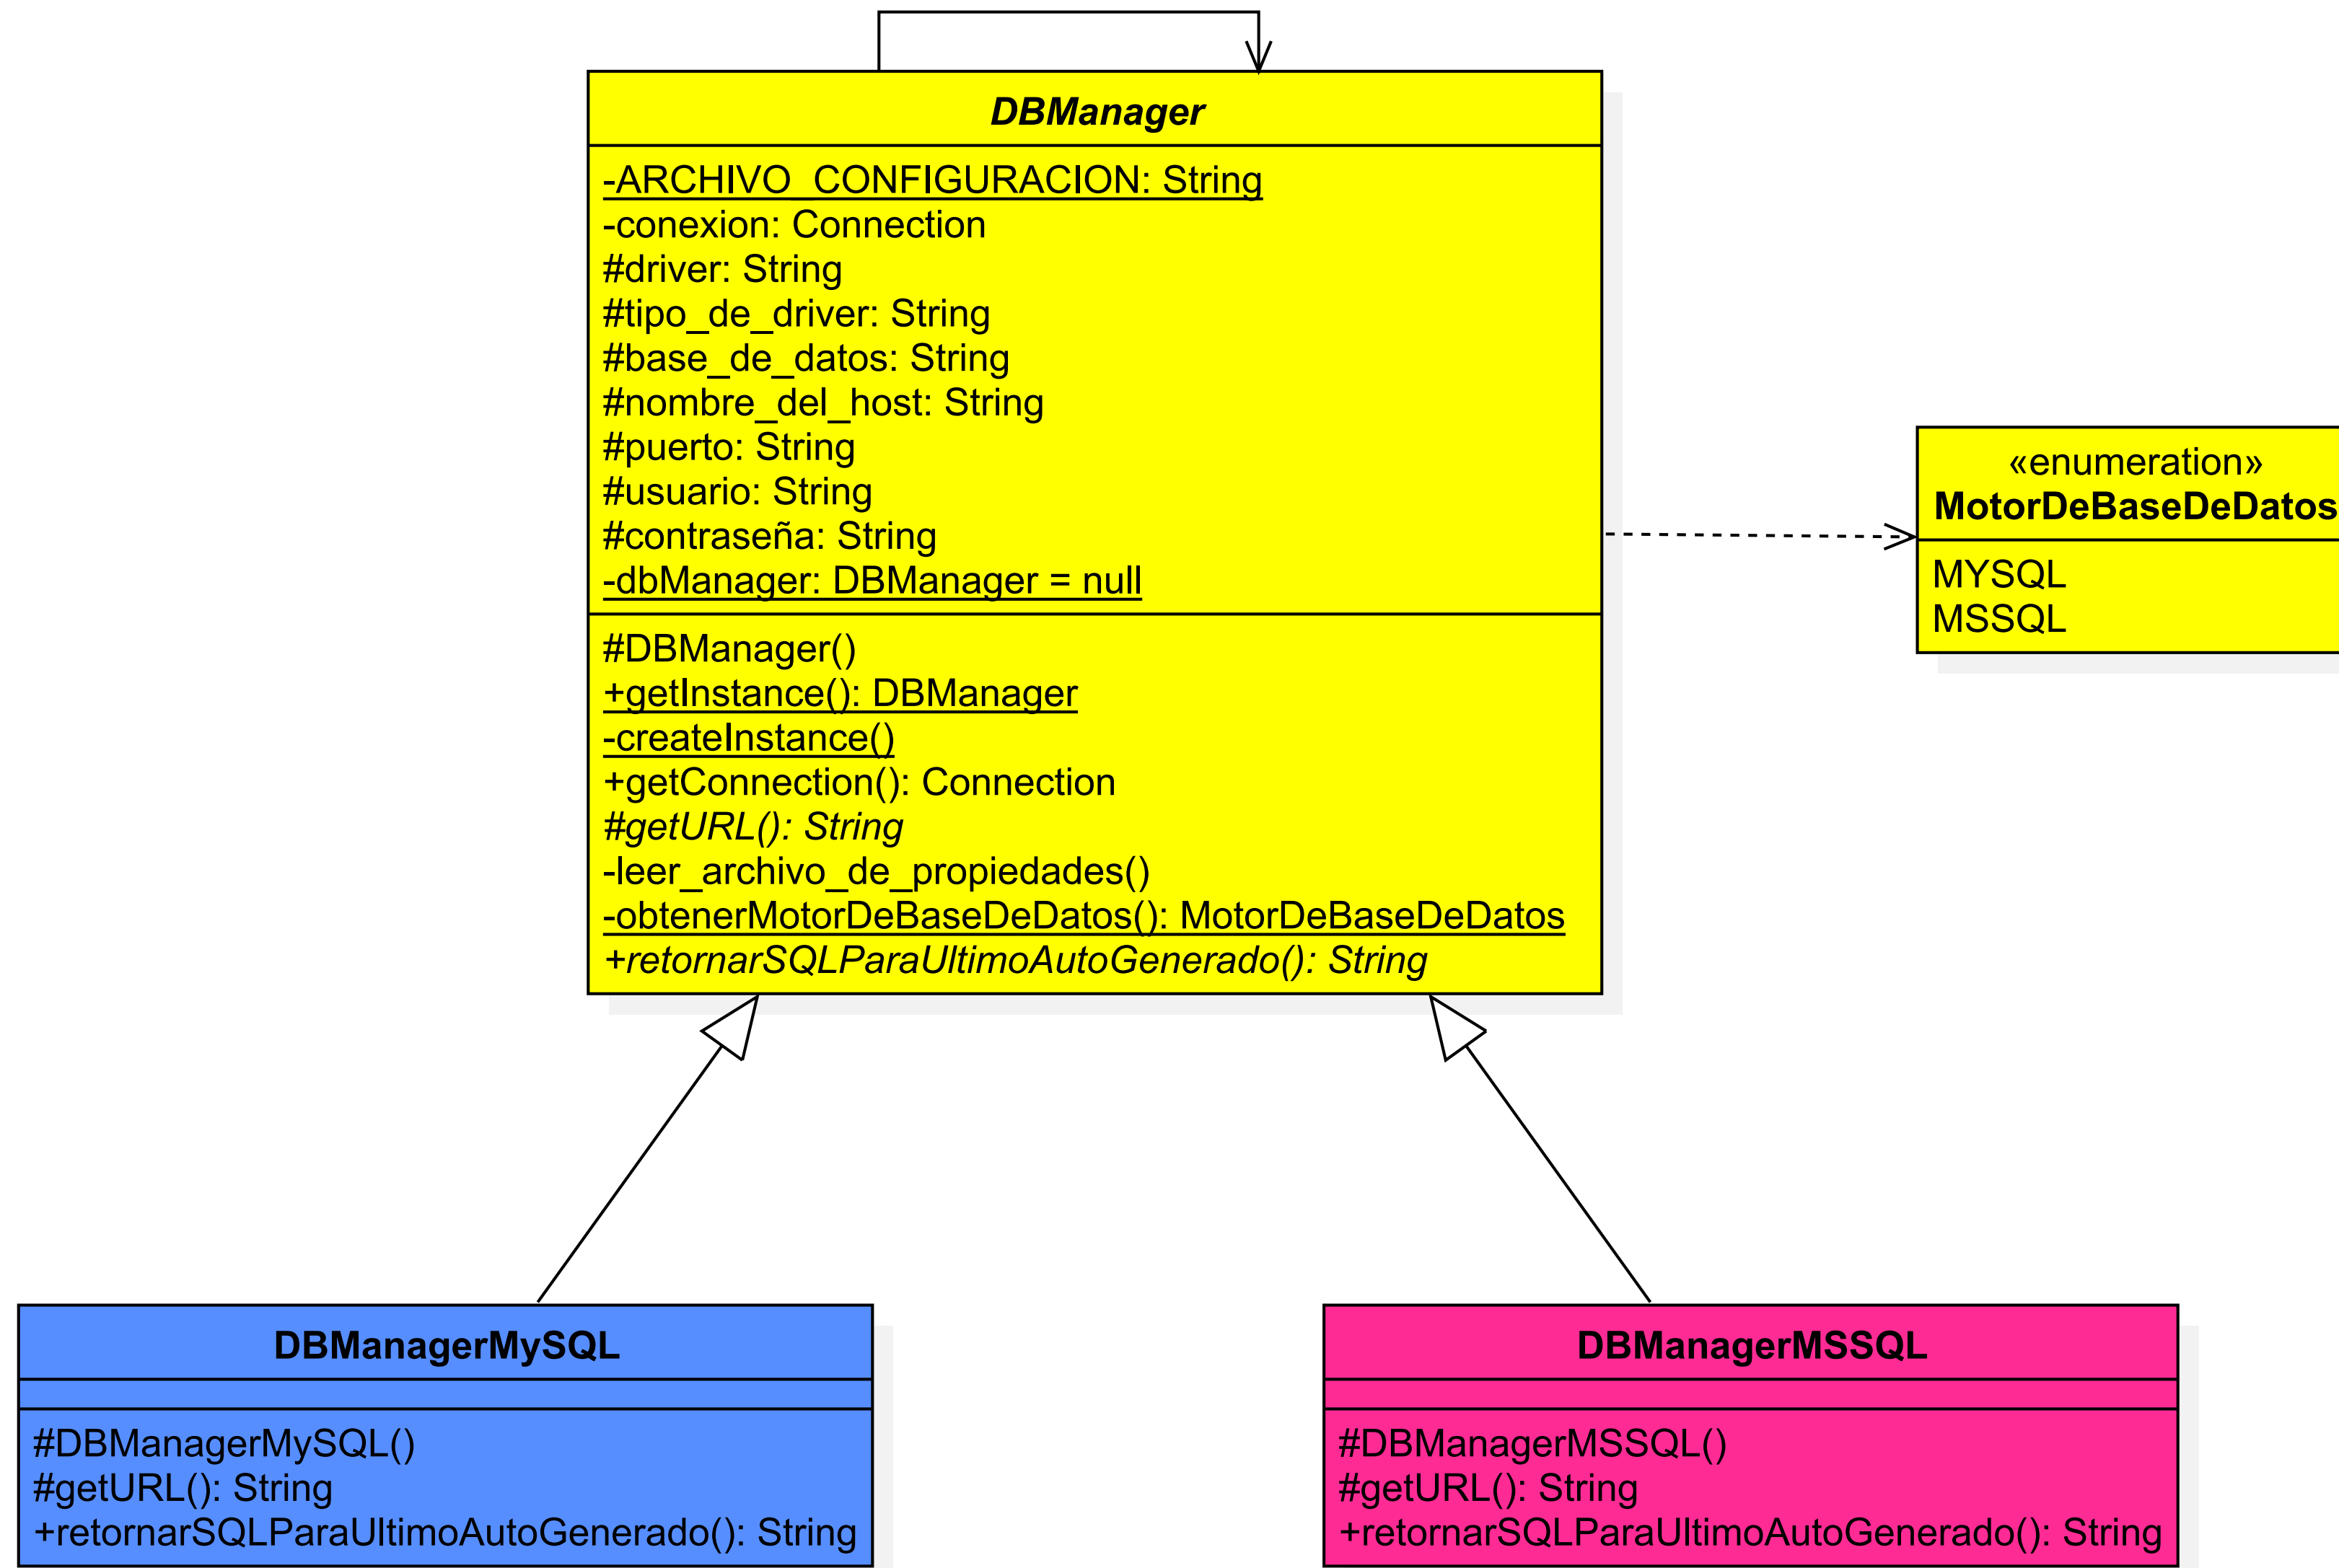 DBManager
-ARCHIVO_CONFIGURACION: String
-conexion: Connection
#driver: String
#tipo_de_driver: String
#base_de_datos: String
#nombre_del_host: String
#puerto: String
#usuario: String
#contraseña: String
-dbManager: DBManager = null
#DBManager()
+getInstance(): DBManager
-createInstance()
+getConnection(): Connection
#getURL(): String
-leer_archivo_de_propiedades()
-obtenerMotorDeBaseDeDatos(): MotorDeBaseDeDatos
+retornarSQLParaUltimoAutoGenerado(): String
«enumeration»
MotorDeBaseDeDatos
MYSQL
MSSQL
DBManagerMySQL
#DBManagerMySQL()
#getURL(): String
+retornarSQLParaUltimoAutoGenerado(): String
DBManagerMSSQL
#DBManagerMSSQL()
#getURL(): String
+retornarSQLParaUltimoAutoGenerado(): String